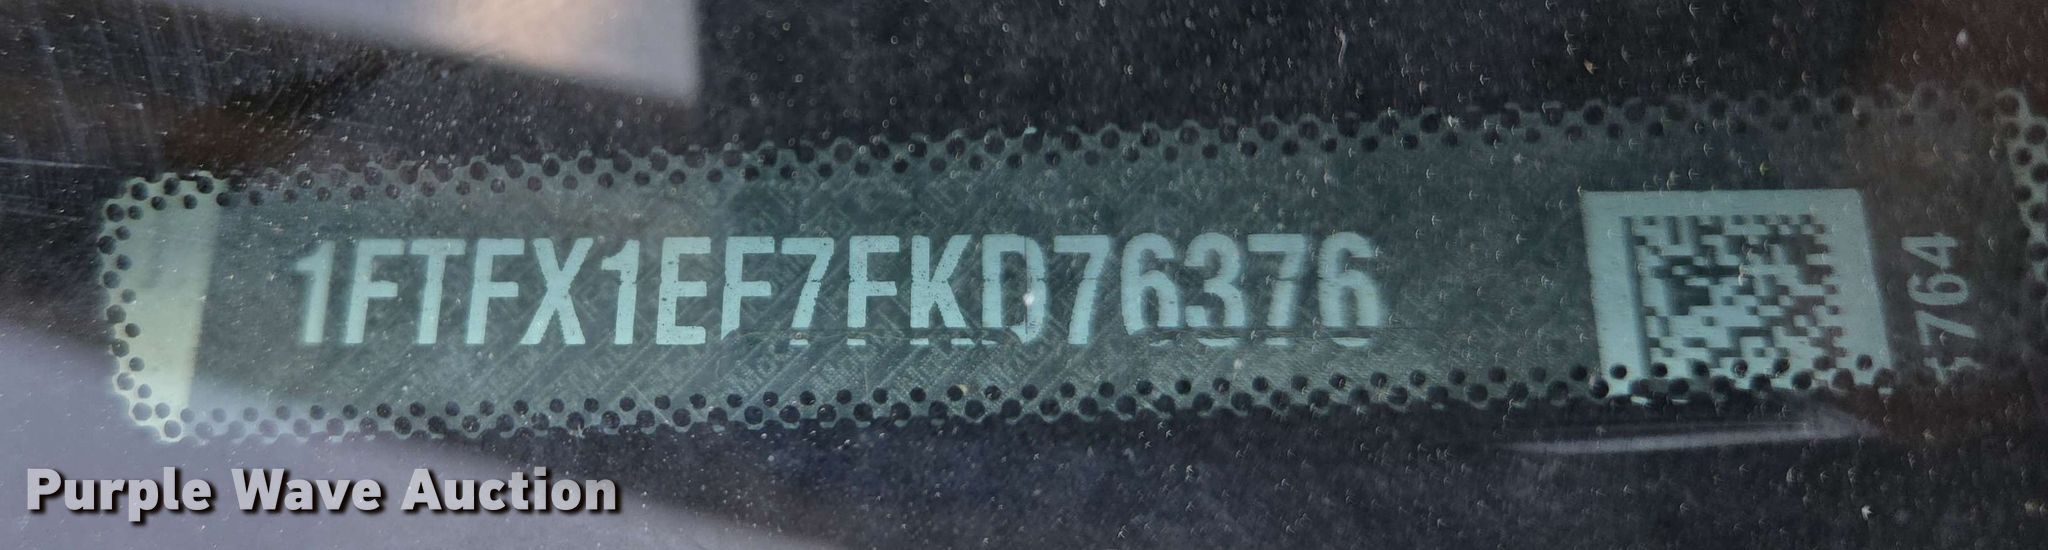 1FTFX1EF7FKD76376
764
Purple Wave Auction